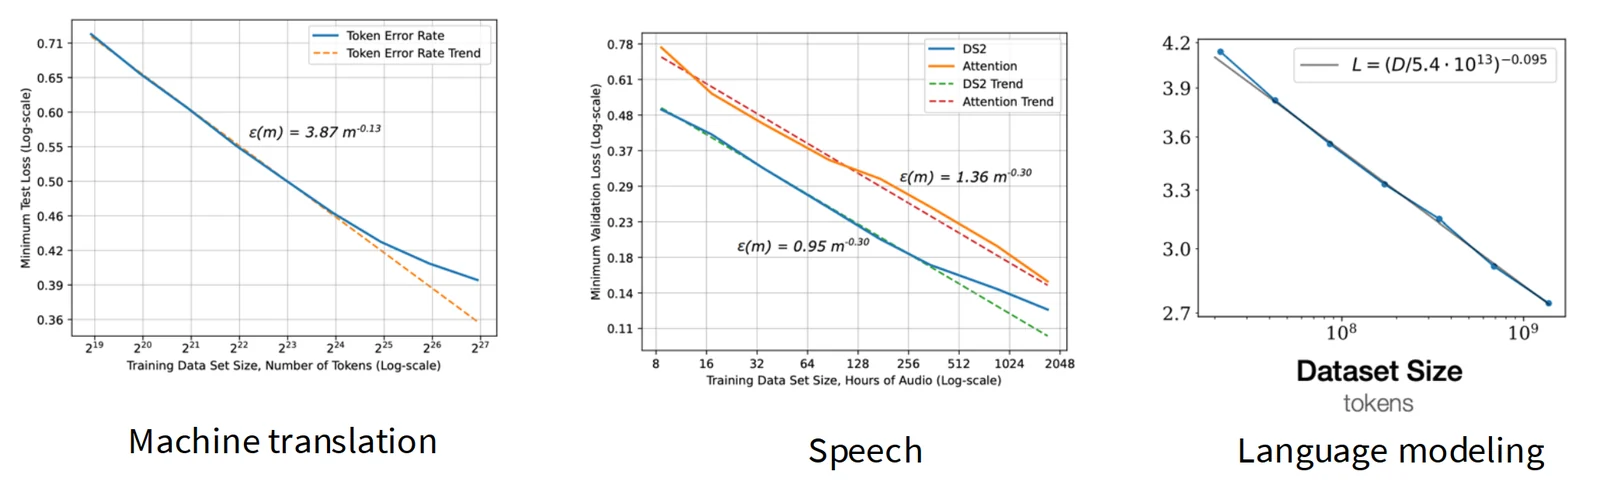 0.71
0.65
0.60
0.55
0.50
0.46
0.42
0.39
0.36
Minimum Test Loss (Log-scale)
Token Error Rate
Token Error Rate Trend
ε(m) = 3.87 m^-0.13
2^19 2^20 2^21 2^22 2^23 2^24 2^25 2^26 2^27
Training Data Set Size, Number of Tokens (Log-scale)
Machine translation
0.78
0.61
0.48
0.37
0.29
0.23
0.18
0.14
0.11
Minimum Validation Loss (Log-scale)
DS2
Attention
DS2 Trend
Attention Trend
ε(m) = 1.36 m^-0.30
ε(m) = 0.95 m^-0.30
8 16 32 64 128 256 512 1024 2048
Training Data Set Size, Hours of Audio (Log-scale)
Speech
4.2
3.9
3.6
3.3
3.0
2.7
L = (D/5.4 · 10^13)^−0.095
10^8 10^9
Dataset Size
tokens
Language modeling